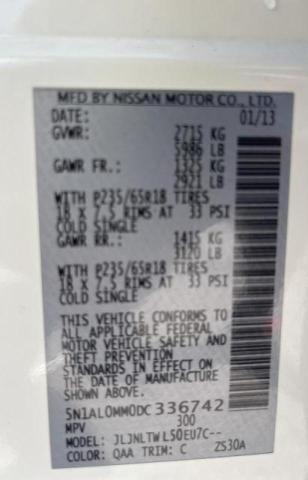 MFD BY NISSAN MOTOR CO., LTD.
DATE: 01/13
GVWR: 2715 KG
5986 LB
GAWR FR.: 1325 KG
2921 LB
WITH P235/65R18 TIRES
18 X 7.5 RIMS AT 33 PSI
COLD SINGLE
GAWR RR.: 1415 KG
3120 LB
WITH P235/65R18 TIRES
18 X 7.5 RIMS AT 33 PSI
COLD SINGLE
THIS VEHICLE CONFORMS TO
ALL APPLICABLE FEDERAL
MOTOR VEHICLE SAFETY AND
THEFT PREVENTION
STANDARDS IN EFFECT ON
THE DATE OF MANUFACTURE
SHOWN ABOVE.
5N1AL0MM0DC336742
MPV 300
MODEL: JLJNLTWL50EU7C--
COLOR: QAA TRIM: C ZS30A